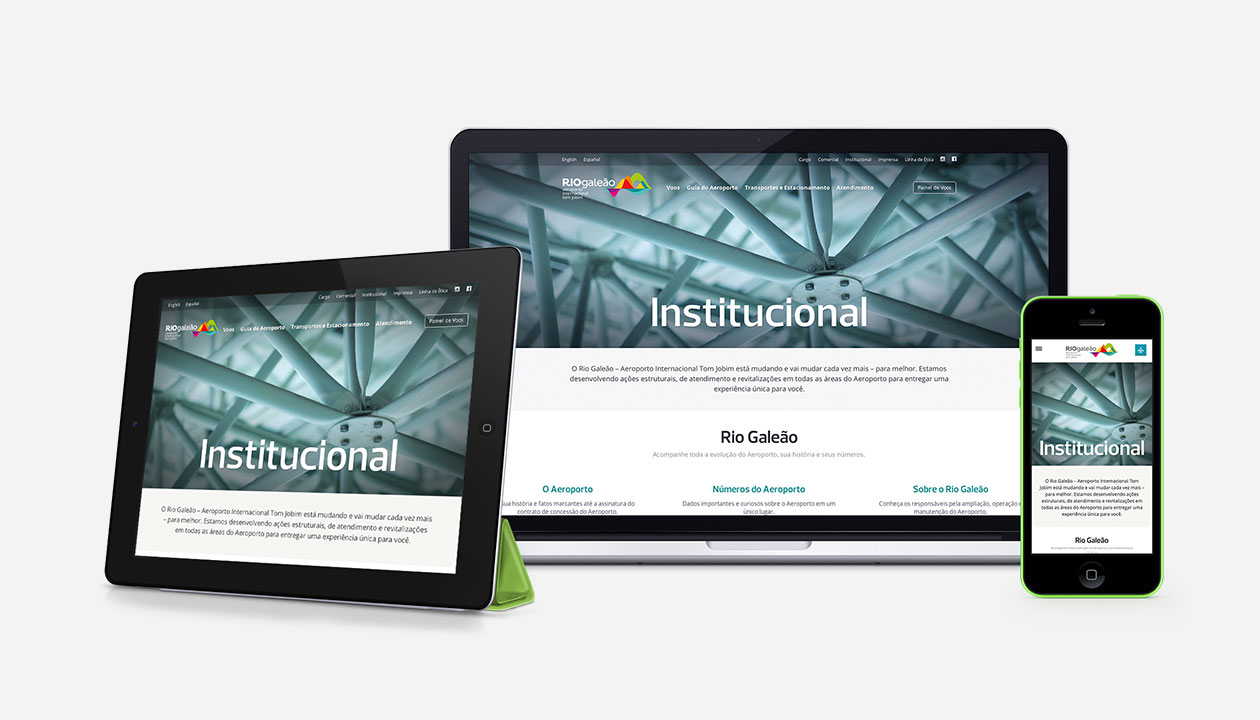 English Español
Cargo Comercial Institucional Imprensa Linha de Ética
RIOgaleão
aeroporto
internacional
tom jobim
Voos Guia do Aeroporto Transportes e Estacionamento Atendimento Painel de Voos
Institucional
O Rio Galeão – Aeroporto Internacional Tom Jobim está mudando e vai mudar cada vez mais – para melhor. Estamos
desenvolvendo ações estruturais, de atendimento e revitalizações em todas as áreas do Aeroporto para entregar uma
experiência única para você.
Rio Galeão
Acompanhe toda a evolução do Aeroporto, sua história e seus números.
O Aeroporto
sua história e fatos marcantes até a assinatura do
contrato de concessão do Aeroporto.
Números do Aeroporto
Dados importantes e curiosos sobre o Aeroporto em um
único lugar.
Sobre o Rio Galeão
Conheça os responsáveis pela ampliação, operação e
manutenção do Aeroporto.
English Español
Cargo Comercial Institucional Imprensa Linha de Ética
RIOgaleão
Voos Guia do Aeroporto Transportes e Estacionamento Atendimento Painel de Voos
Institucional
O Rio Galeão – Aeroporto Internacional Tom Jobim está mudando e vai mudar cada vez mais
– para melhor. Estamos desenvolvendo ações estruturais, de atendimento e revitalizações
em todas as áreas do Aeroporto para entregar uma experiência única para você.
RIOgaleão
Institucional
O Rio Galeão – Aeroporto Internacional Tom
Jobim está mudando e vai mudar cada vez mais
– para melhor. Estamos desenvolvendo ações
estruturais, de atendimento e revitalizações em
todas as áreas do Aeroporto para entregar uma
experiência única para você.
Rio Galeão